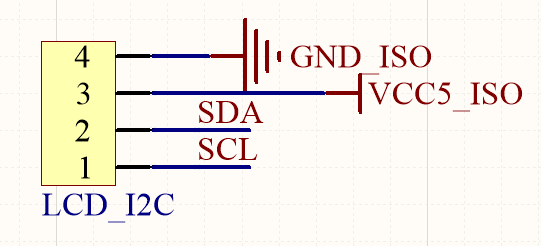 4 GND_ISO
3 VCC5_ISO
2 SDA
1 SCL
LCD_I2C